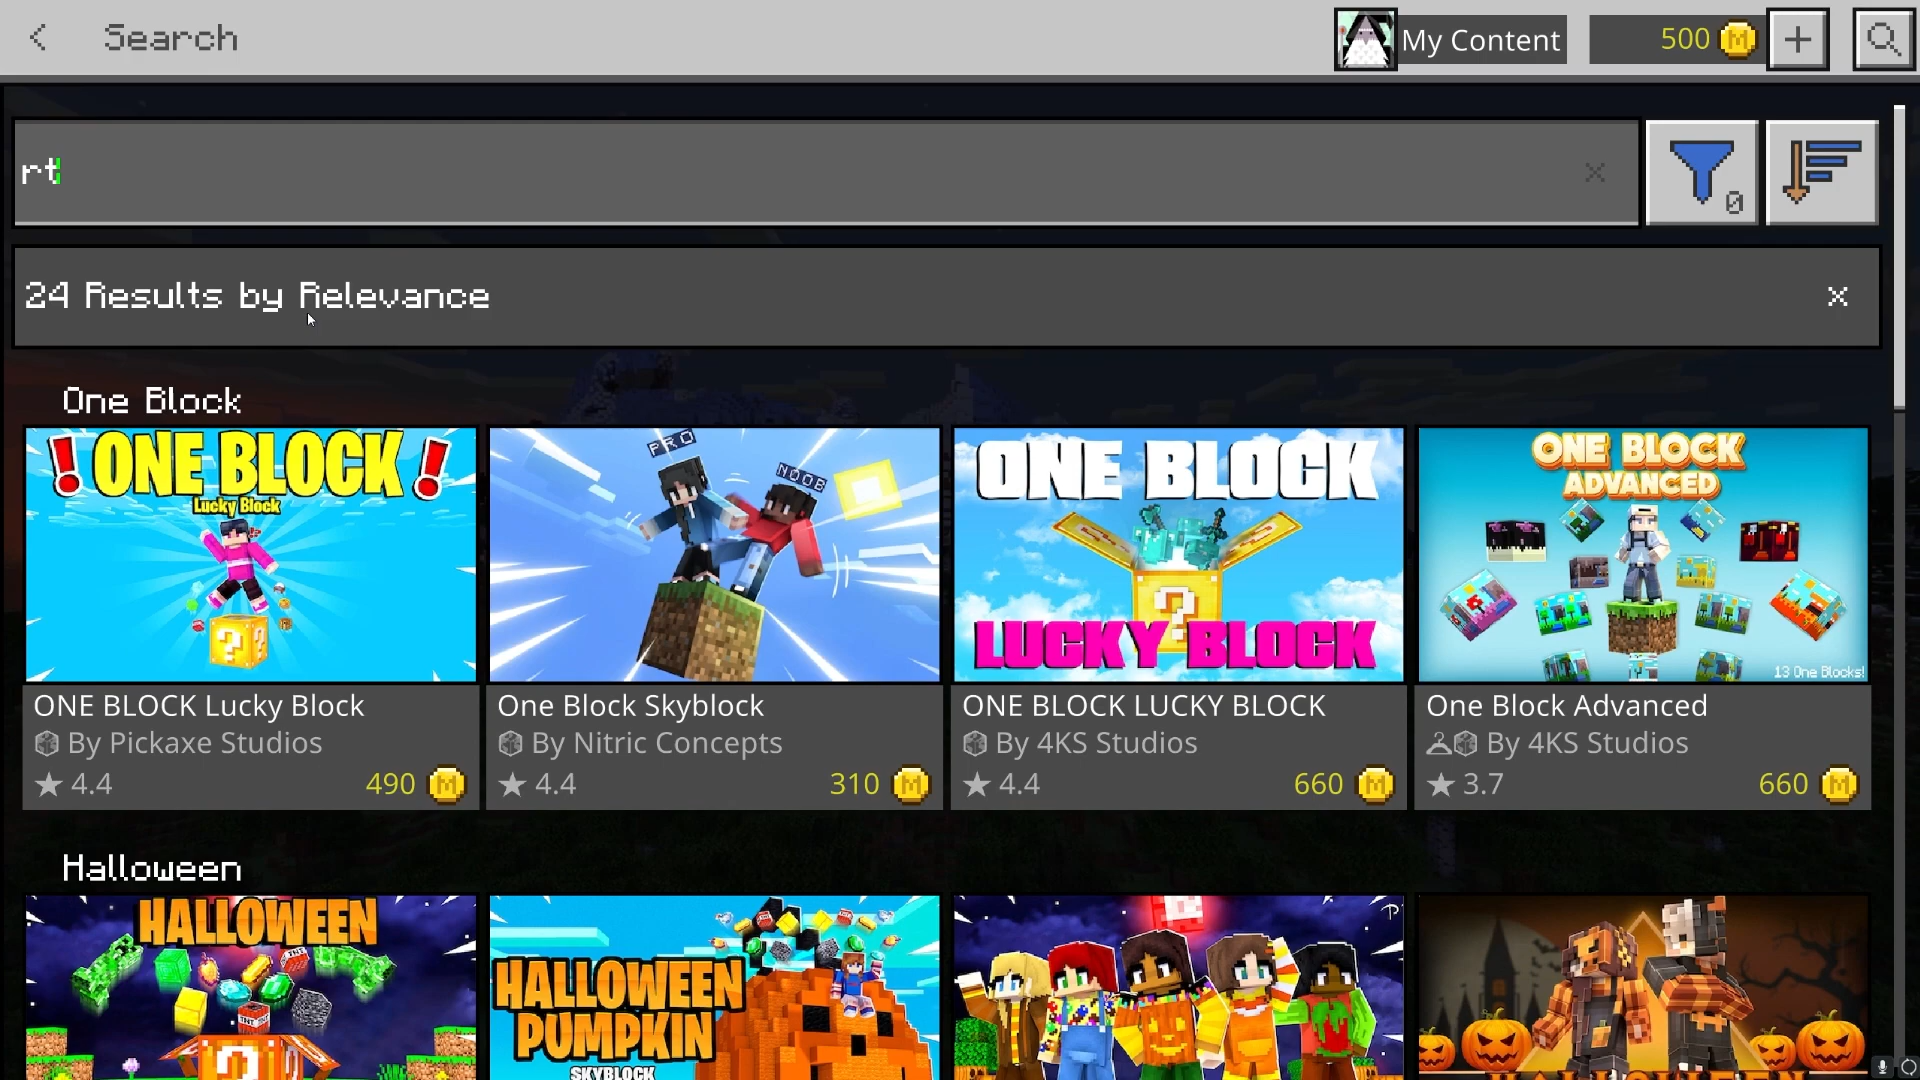 Search
My Content
500
rt
0
24 Results by Relevance
One Block
ONE BLOCK
Lucky Block
PRO
NOOB
ONE BLOCK
?
LUCKY BLOCK
ONE BLOCK
ADVANCED
13 One Blocks!
ONE BLOCK Lucky Block
By Pickaxe Studios
4.4
490
One Block Skyblock
By Nitric Concepts
4.4
310
ONE BLOCK LUCKY BLOCK
By 4KS Studios
4.4
660
One Block Advanced
By 4KS Studios
3.7
660
Halloween
HALLOWEEN
TNT
HALLOWEEN
PUMPKIN
SKYBLOCK